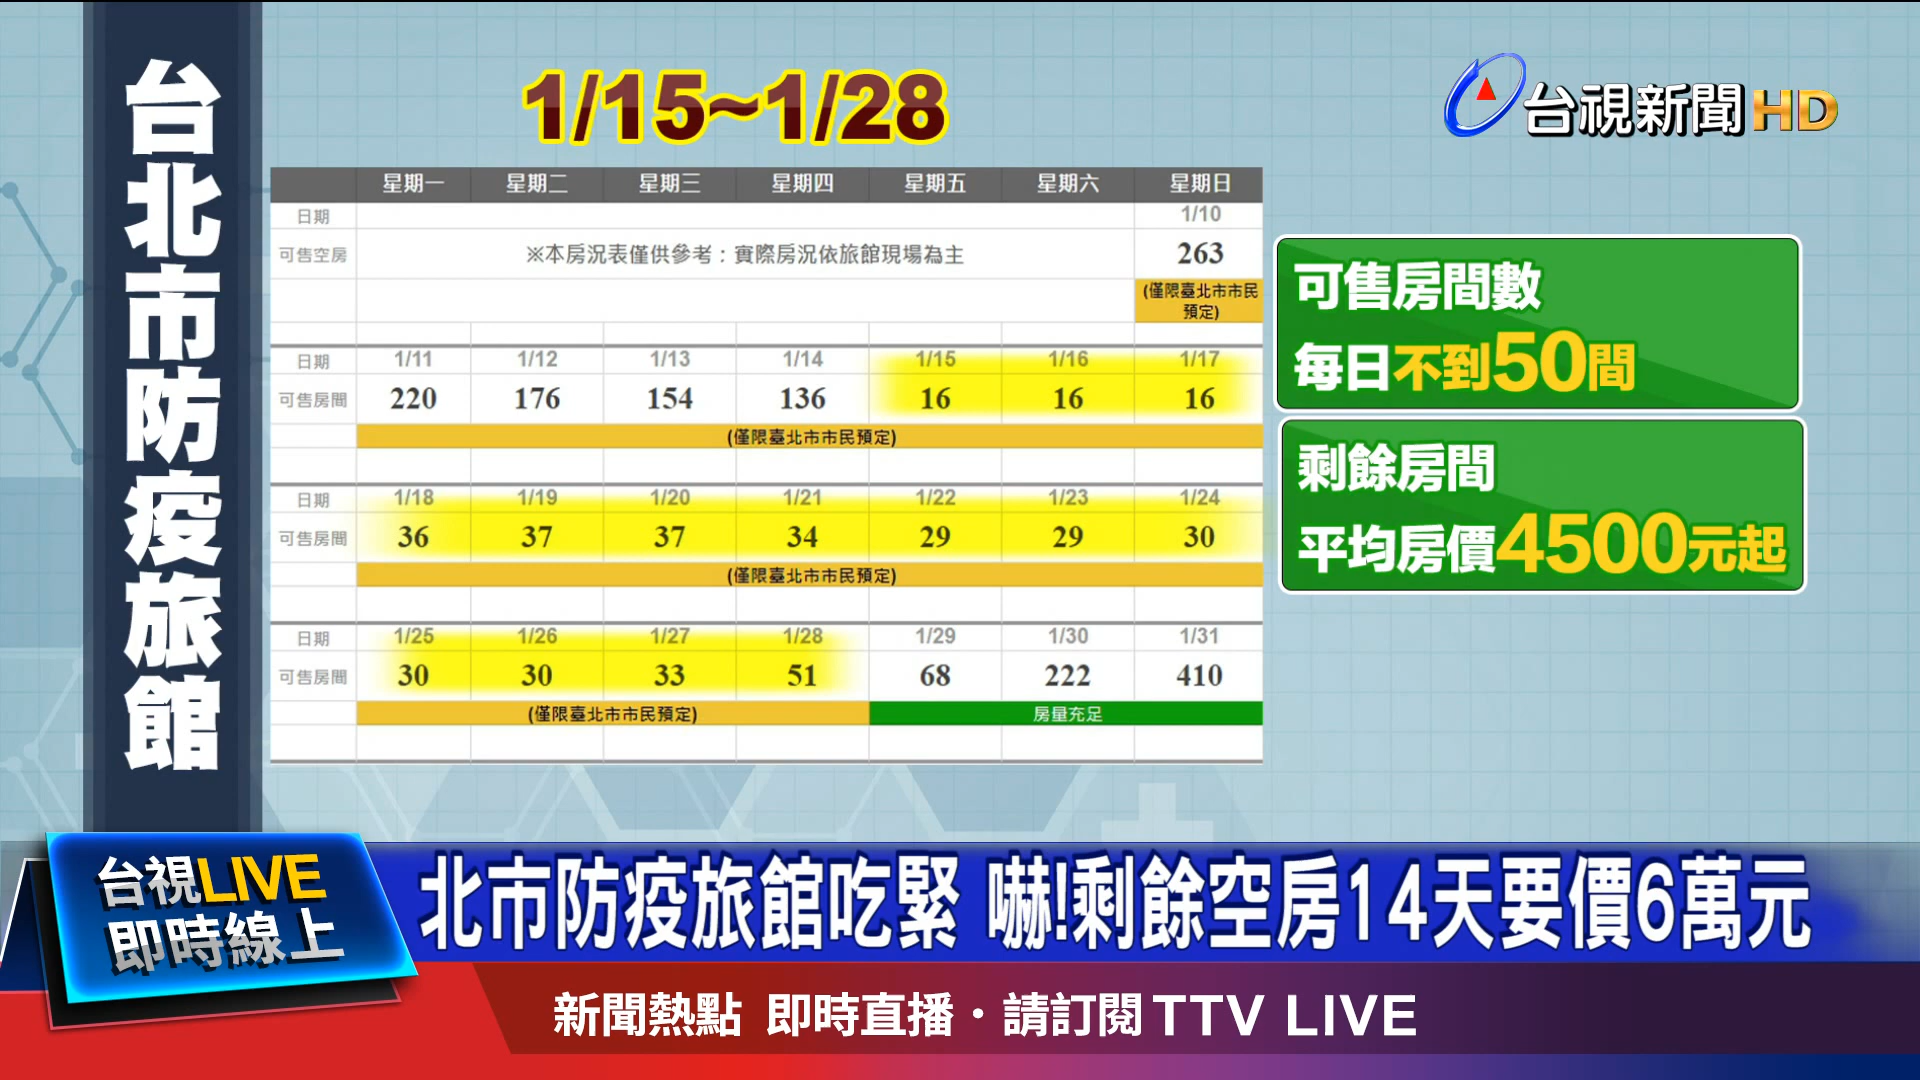 台北市防疫旅館
1/15~1/28
台視新聞HD
星期一 星期二 星期三 星期四 星期五 星期六 星期日
日期 1/10
可售空房 ※本房況表僅供參考：實際房況依旅館現場為主 263
(僅限臺北市市民
預定)
日期 1/11 1/12 1/13 1/14 1/15 1/16 1/17
可售房間 220 176 154 136 16 16 16
(僅限臺北市市民預定)
日期 1/18 1/19 1/20 1/21 1/22 1/23 1/24
可售房間 36 37 37 34 29 29 30
(僅限臺北市市民預定)
日期 1/25 1/26 1/27 1/28 1/29 1/30 1/31
可售房間 30 30 33 51 68 222 410
(僅限臺北市市民預定) 房量充足
可售房間數
每日不到50間
剩餘房間
平均房價4500元起
台視LIVE
即時線上
北市防疫旅館吃緊 嚇!剩餘空房14天要價6萬元
新聞熱點 即時直播・請訂閱TTV LIVE